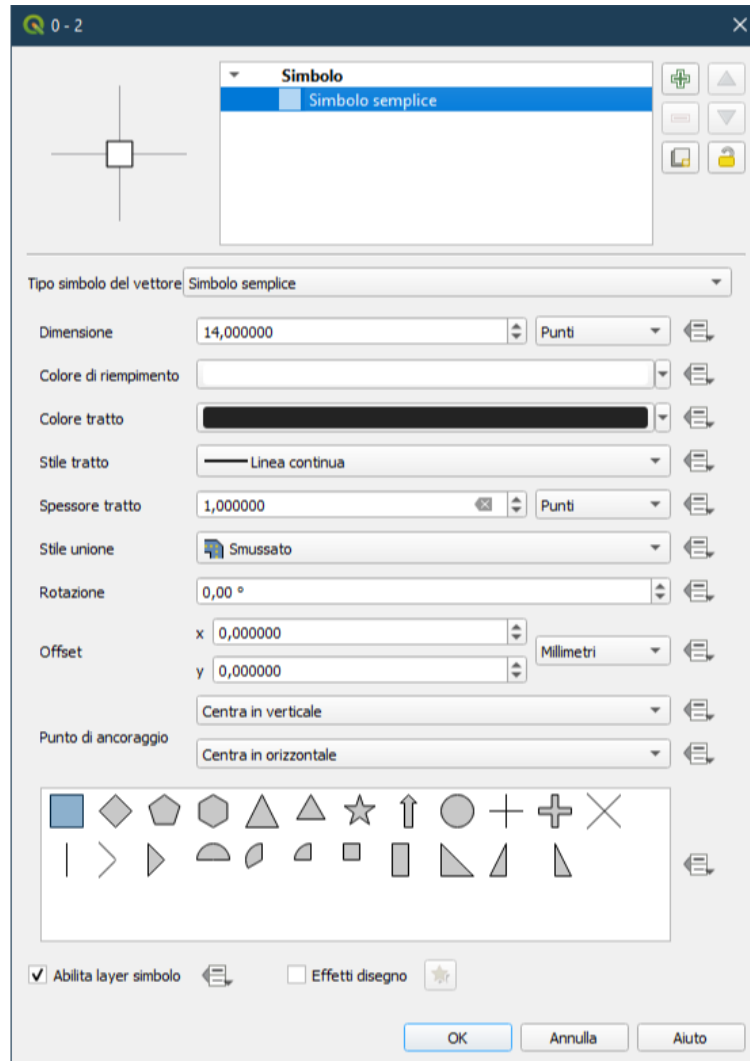 0 - 2
Simbolo
Simbolo semplice
Tipo simbolo del vettore Simbolo semplice
Dimensione 14,000000 Punti
Colore di riempimento
Colore tratto
Stile tratto Linea continua
Spessore tratto 1,000000 Punti
Stile unione Smussato
Rotazione 0,00 °
x 0,000000
Offset Millimetri
y 0,000000
Centra in verticale
Punto di ancoraggio
Centra in orizzontale
Abilita layer simbolo Effetti disegno
OK Annulla Aiuto